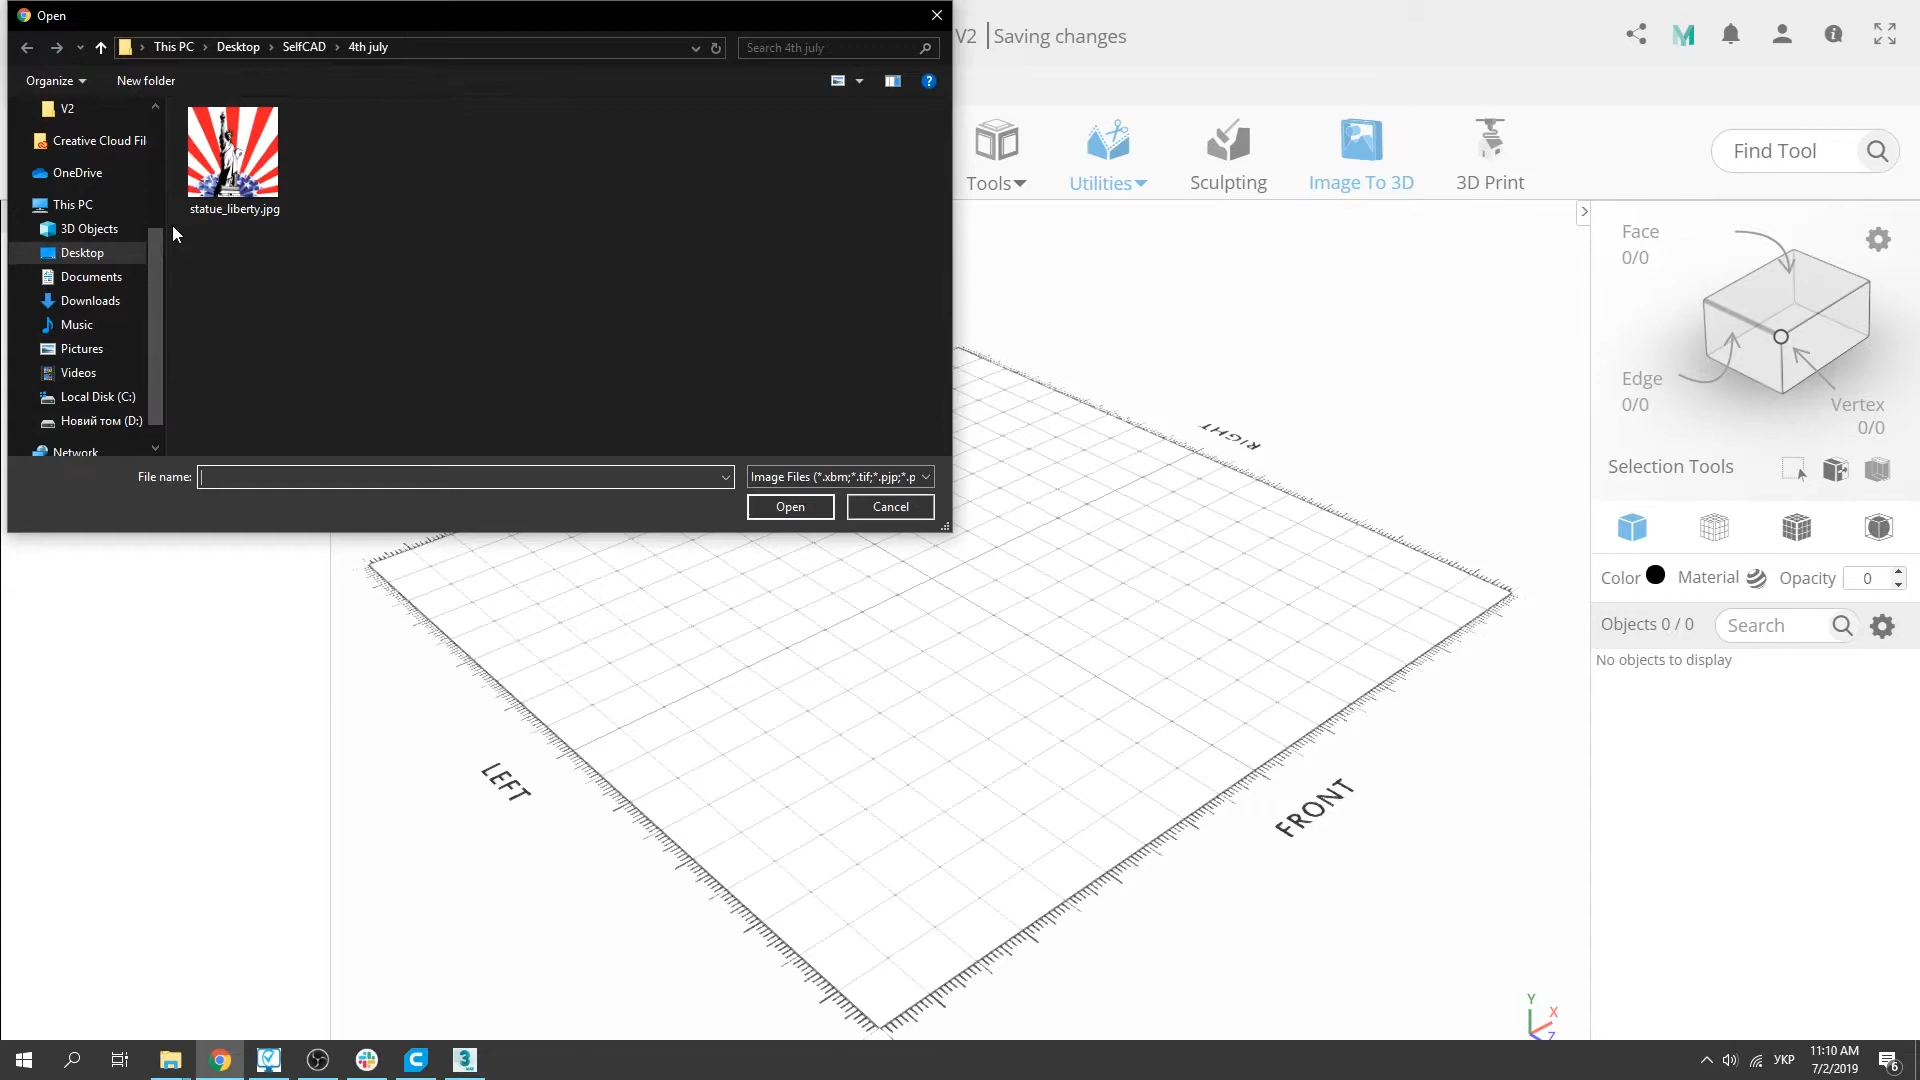 Open
V2
Saving changes
This PC
Desktop
SelfCAD
4th july
Search 4th july
Organize
New folder
V2
Creative Cloud Fil
OneDrive
This PC
3D Objects
Desktop
Documents
Downloads
Music
Pictures
Videos
Local Disk (C:)
Новий том (D:)
Network
statue_liberty.jpg
File name:
Image Files (*.xbm;*.tif;*.pjp;*.p
Open
Cancel
Tools
Utilities
Sculpting
Image To 3D
3D Print
Find Tool
Face
0/0
Edge
0/0
Vertex
0/0
Selection Tools
Color
Material
Opacity
0
Objects 0 / 0
Search
No objects to display
RIGHT
LEFT
FRONT
Y
X
Z
УКР
11:10 AM
7/2/2019
6